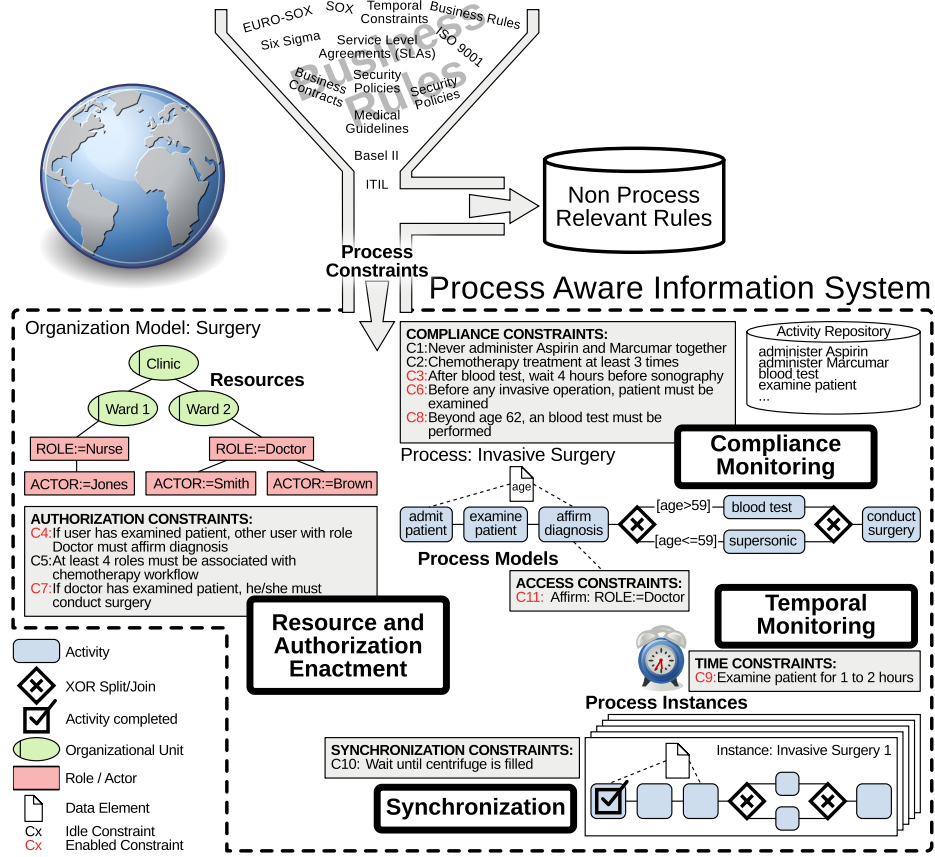 EURO-SOX
SOX
Temporal
Constraints
Business Rules
Six Sigma
Service Level
Agreements (SLAs)
ISO 9001
Business
Rules
Business
Contracts
Security
Policies
Security
Policies
Medical
Guidelines
Basel II
ITIL
Non Process
Relevant Rules
Process
Constraints
Process Aware Information System
Organization Model: Surgery
Clinic
Resources
Ward 1
Ward 2
ROLE:=Nurse
ROLE:=Doctor
ACTOR:=Jones
ACTOR:=Smith
ACTOR:=Brown
AUTHORIZATION CONSTRAINTS:
C4:If user has examined patient, other user with role
Doctor must affirm diagnosis
C5:At least 4 roles must be associated with
chemotherapy workflow
C7:If doctor has examined patient, he/she must
conduct surgery
Resource and
Authorization
Enactment
COMPLIANCE CONSTRAINTS:
C1:Never administer Aspirin and Marcumar together
C2:Chemotherapy treatment at least 3 times
C3:After blood test, wait 4 hours before sonography
C6:Before any invasive operation, patient must be
examined
C8:Beyond age 62, an blood test must be
performed
Activity Repository
administer Aspirin
administer Marcumar
blood test
examine patient
...
Compliance
Monitoring
Process: Invasive Surgery
age
admit
patient
examine
patient
affirm
diagnosis
[age>59]
blood test
[age<=59]
supersonic
conduct
surgery
Process Models
ACCESS CONSTRAINTS:
C11: Affirm: ROLE:=Doctor
Temporal
Monitoring
TIME CONSTRAINTS:
C9:Examine patient for 1 to 2 hours
Process Instances
Instance: Invasive Surgery 1
SYNCHRONIZATION CONSTRAINTS:
C10: Wait until centrifuge is filled
Synchronization
Activity
XOR Split/Join
Activity completed
Organizational Unit
Role / Actor
Data Element
Cx Idle Constraint
Cx Enabled Constraint